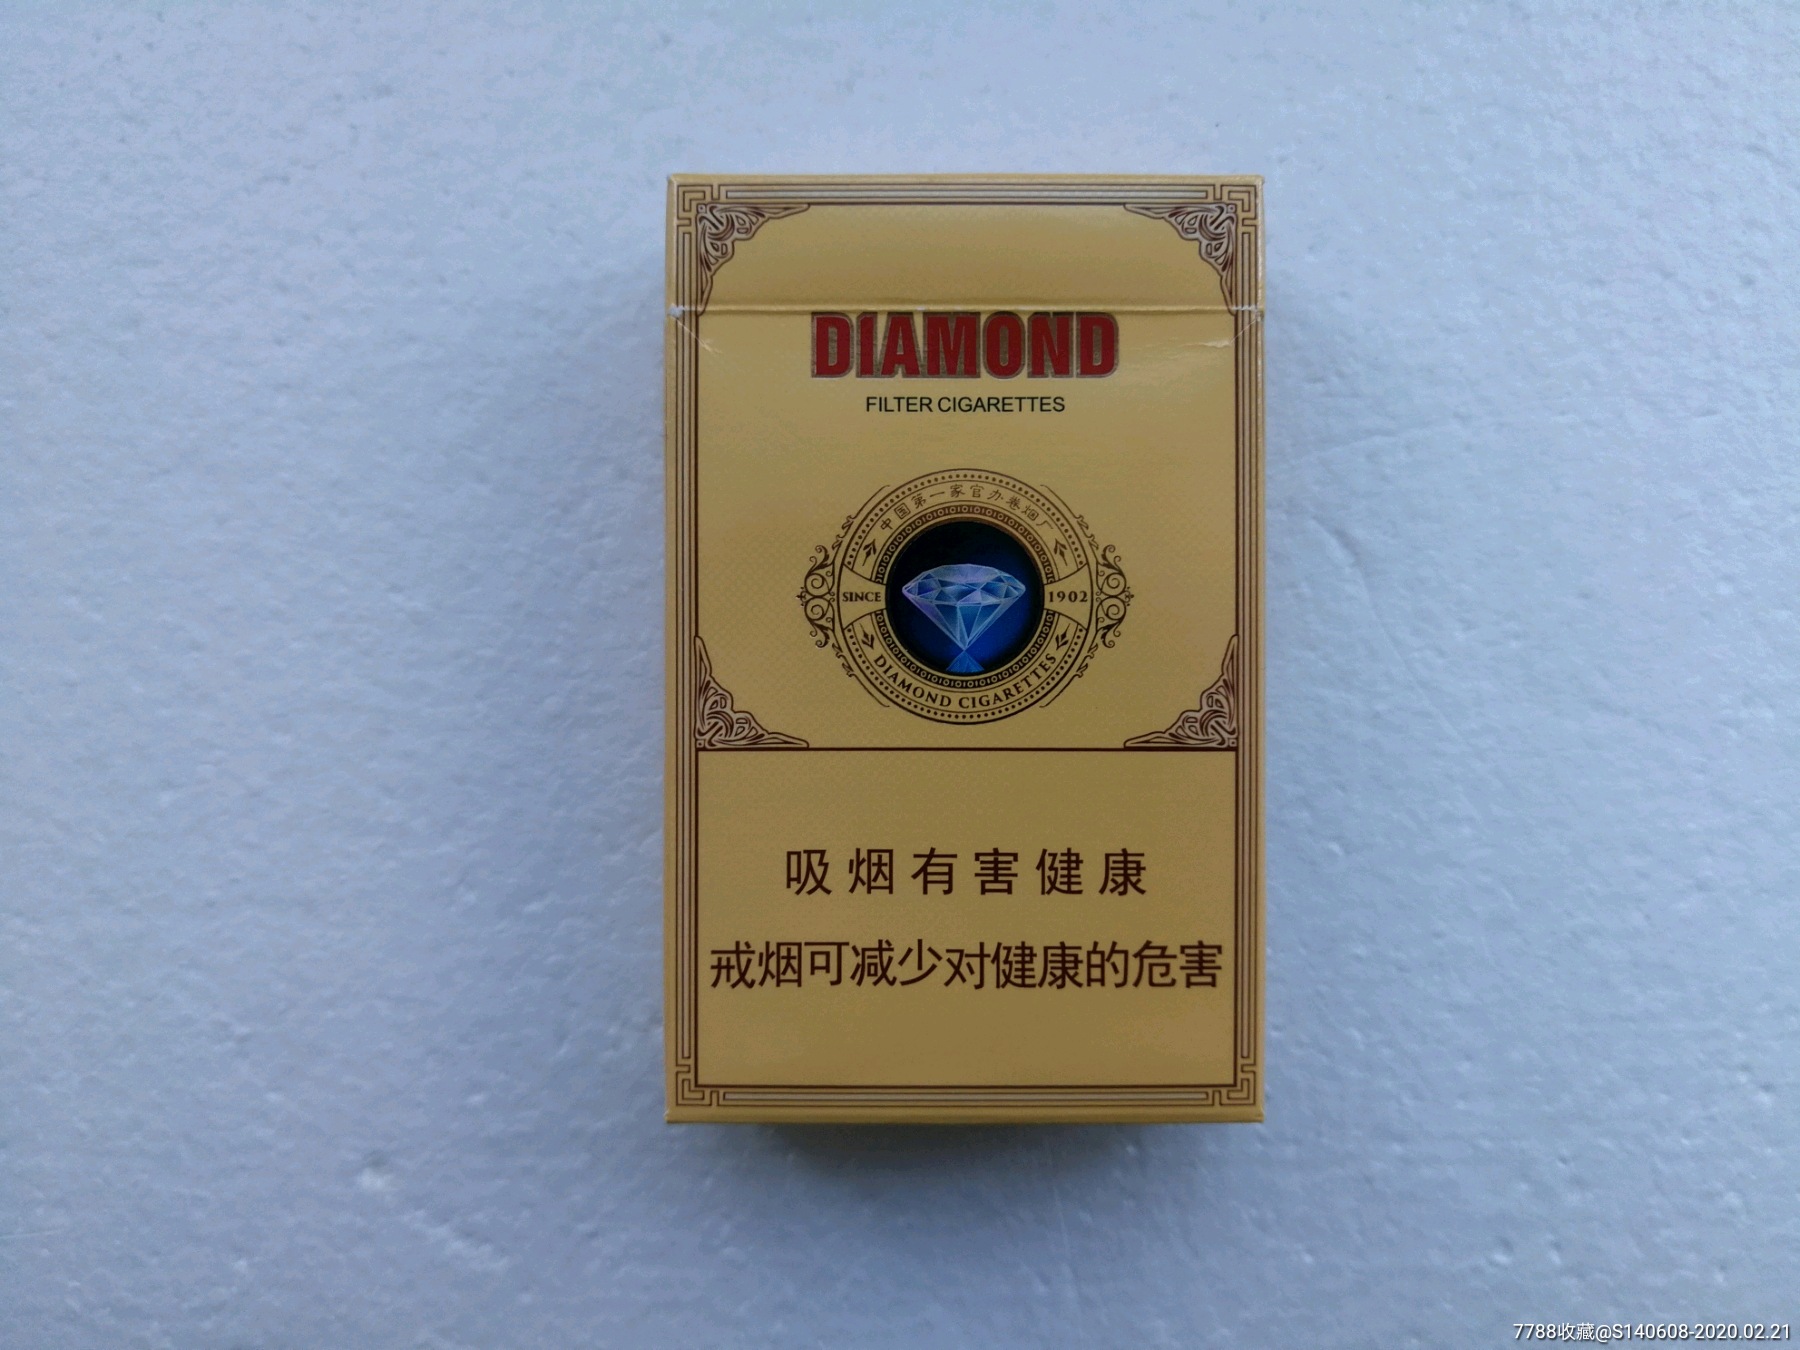 DIAMOND
FILTER CIGARETTES
中国第一家官办卷烟厂
SINCE 1902
DIAMOND CIGARETTES
吸烟有害健康
戒烟可减少对健康的危害
7788收藏@S140608-2020.02.21